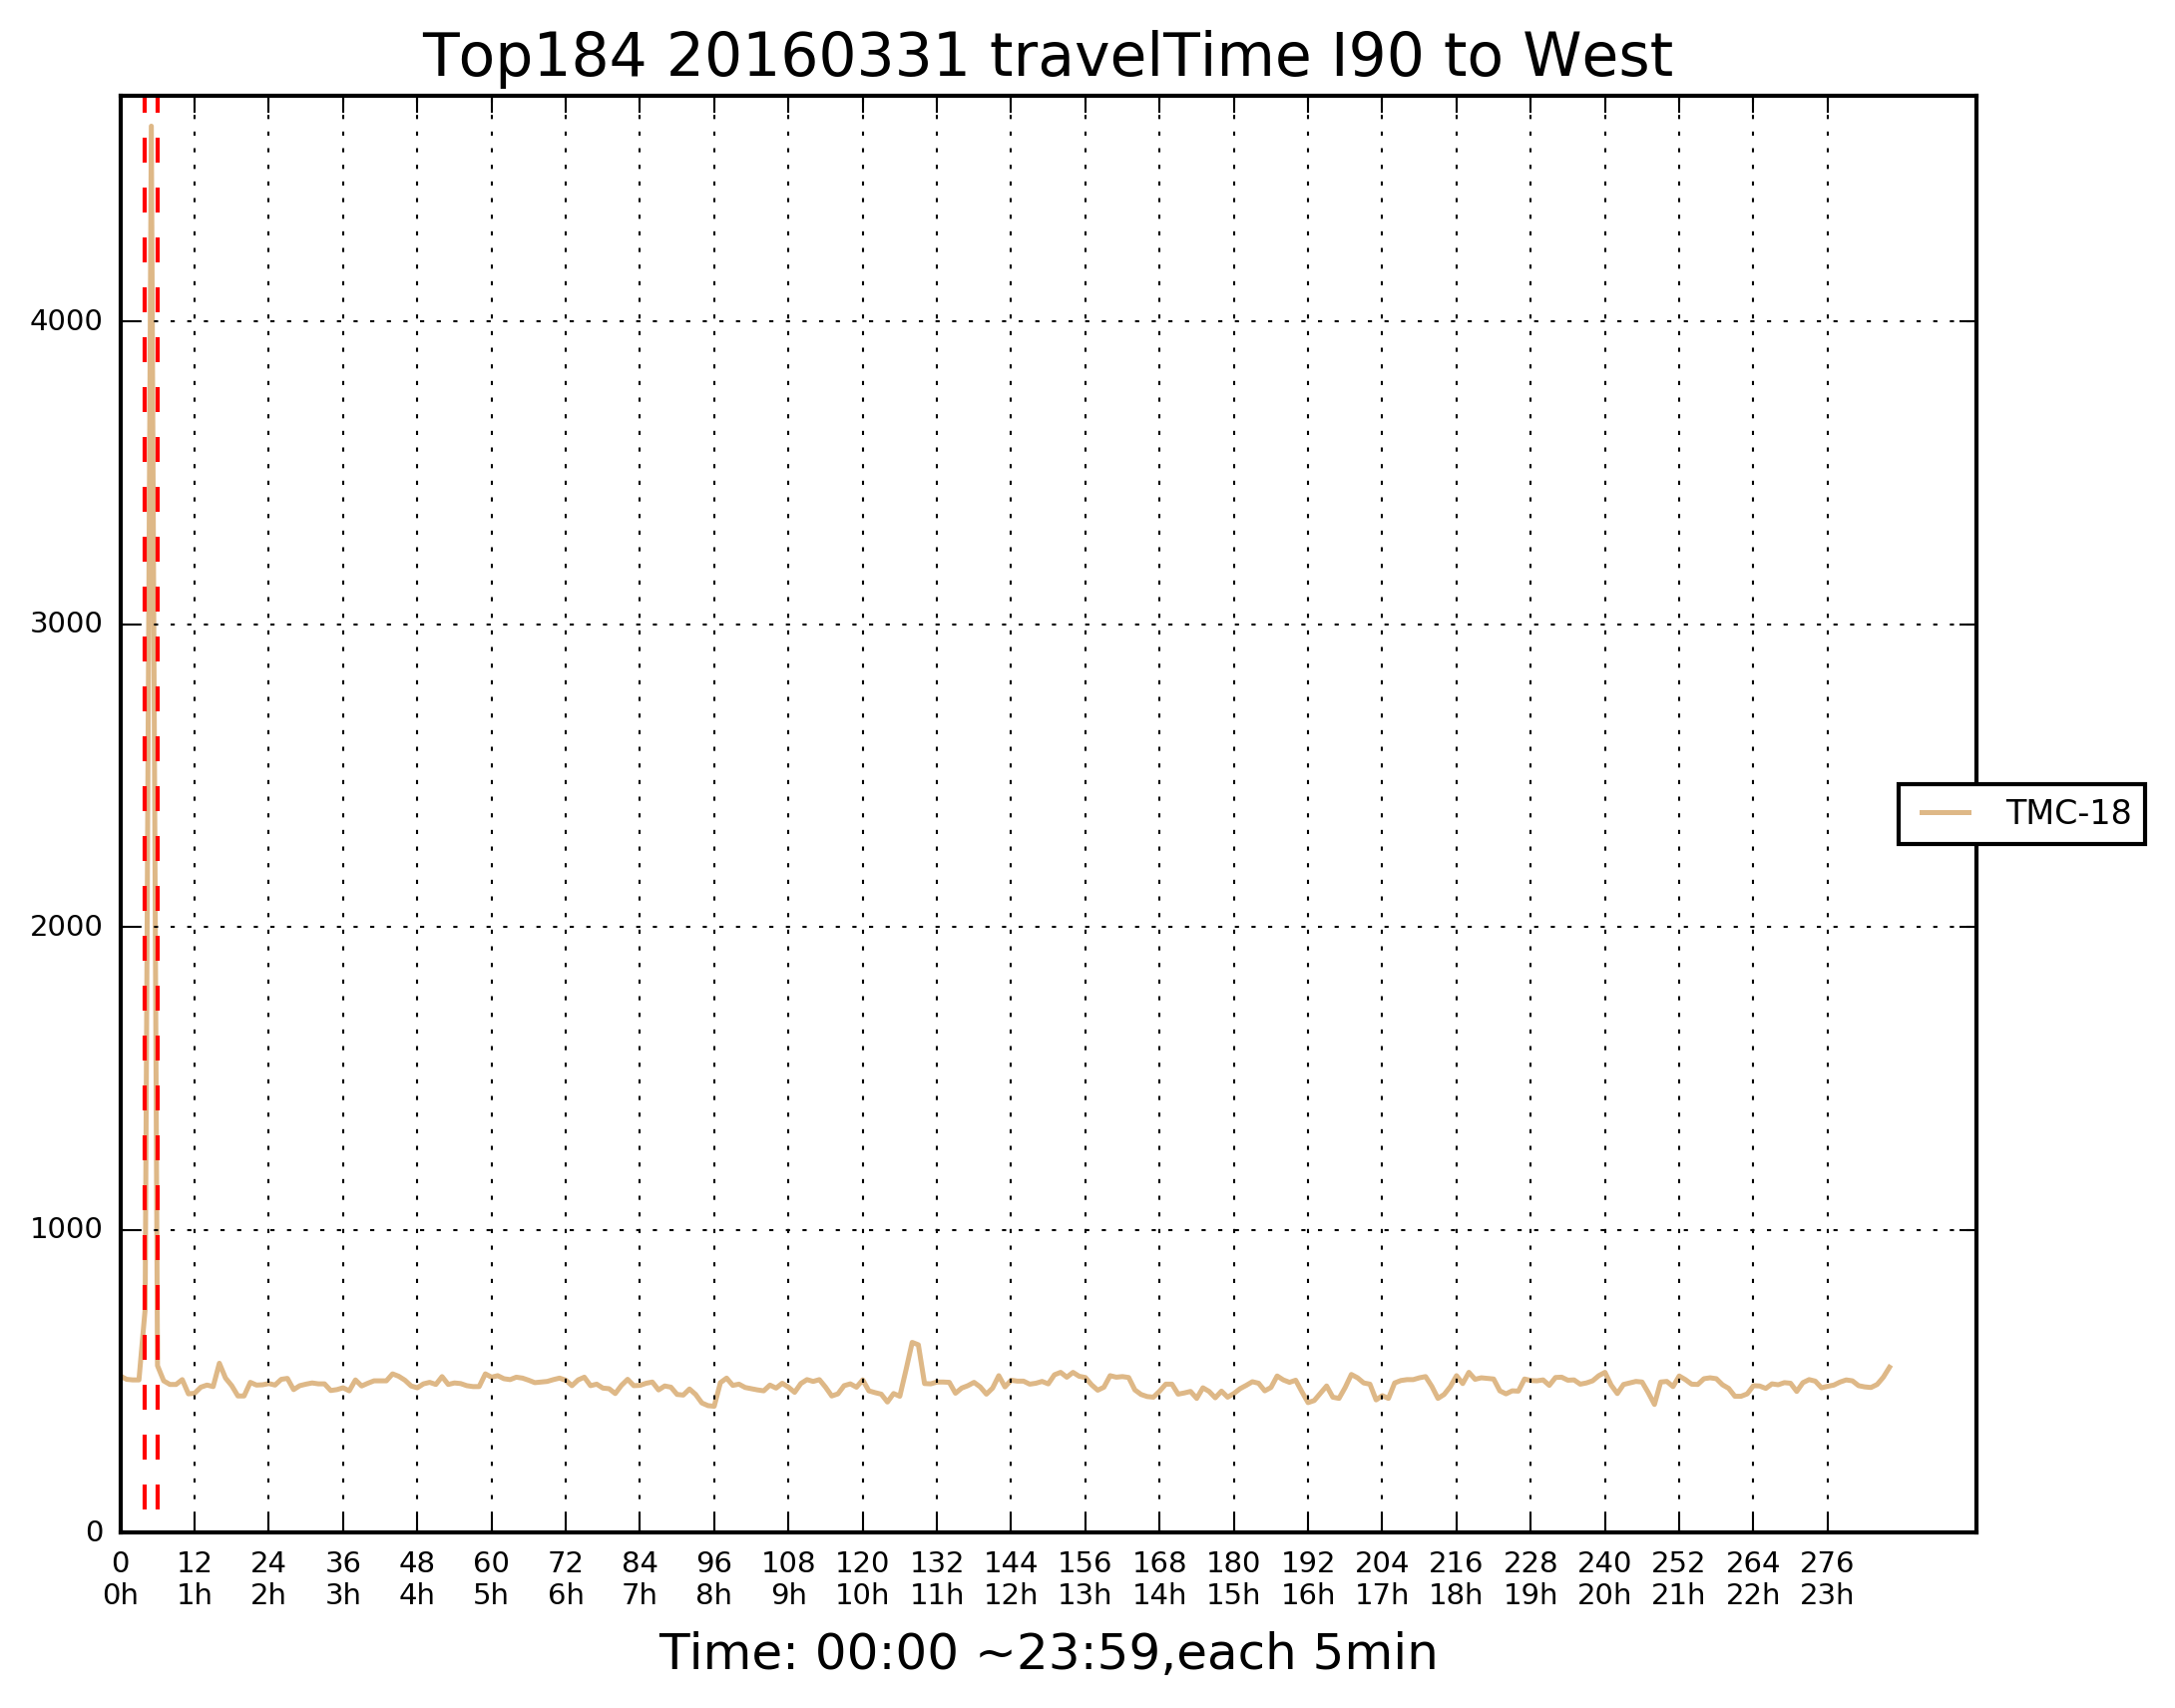 Top184 20160331 travelTime I90 to West
4000
3000
2000
1000
0
TMC-18
0 12 24 36 48 60 72 84 96 108 120 132 144 156 168 180 192 204 216 228 240 252 264 276
0h 1h 2h 3h 4h 5h 6h 7h 8h 9h 10h 11h 12h 13h 14h 15h 16h 17h 18h 19h 20h 21h 22h 23h
Time: 00:00 ~23:59,each 5min